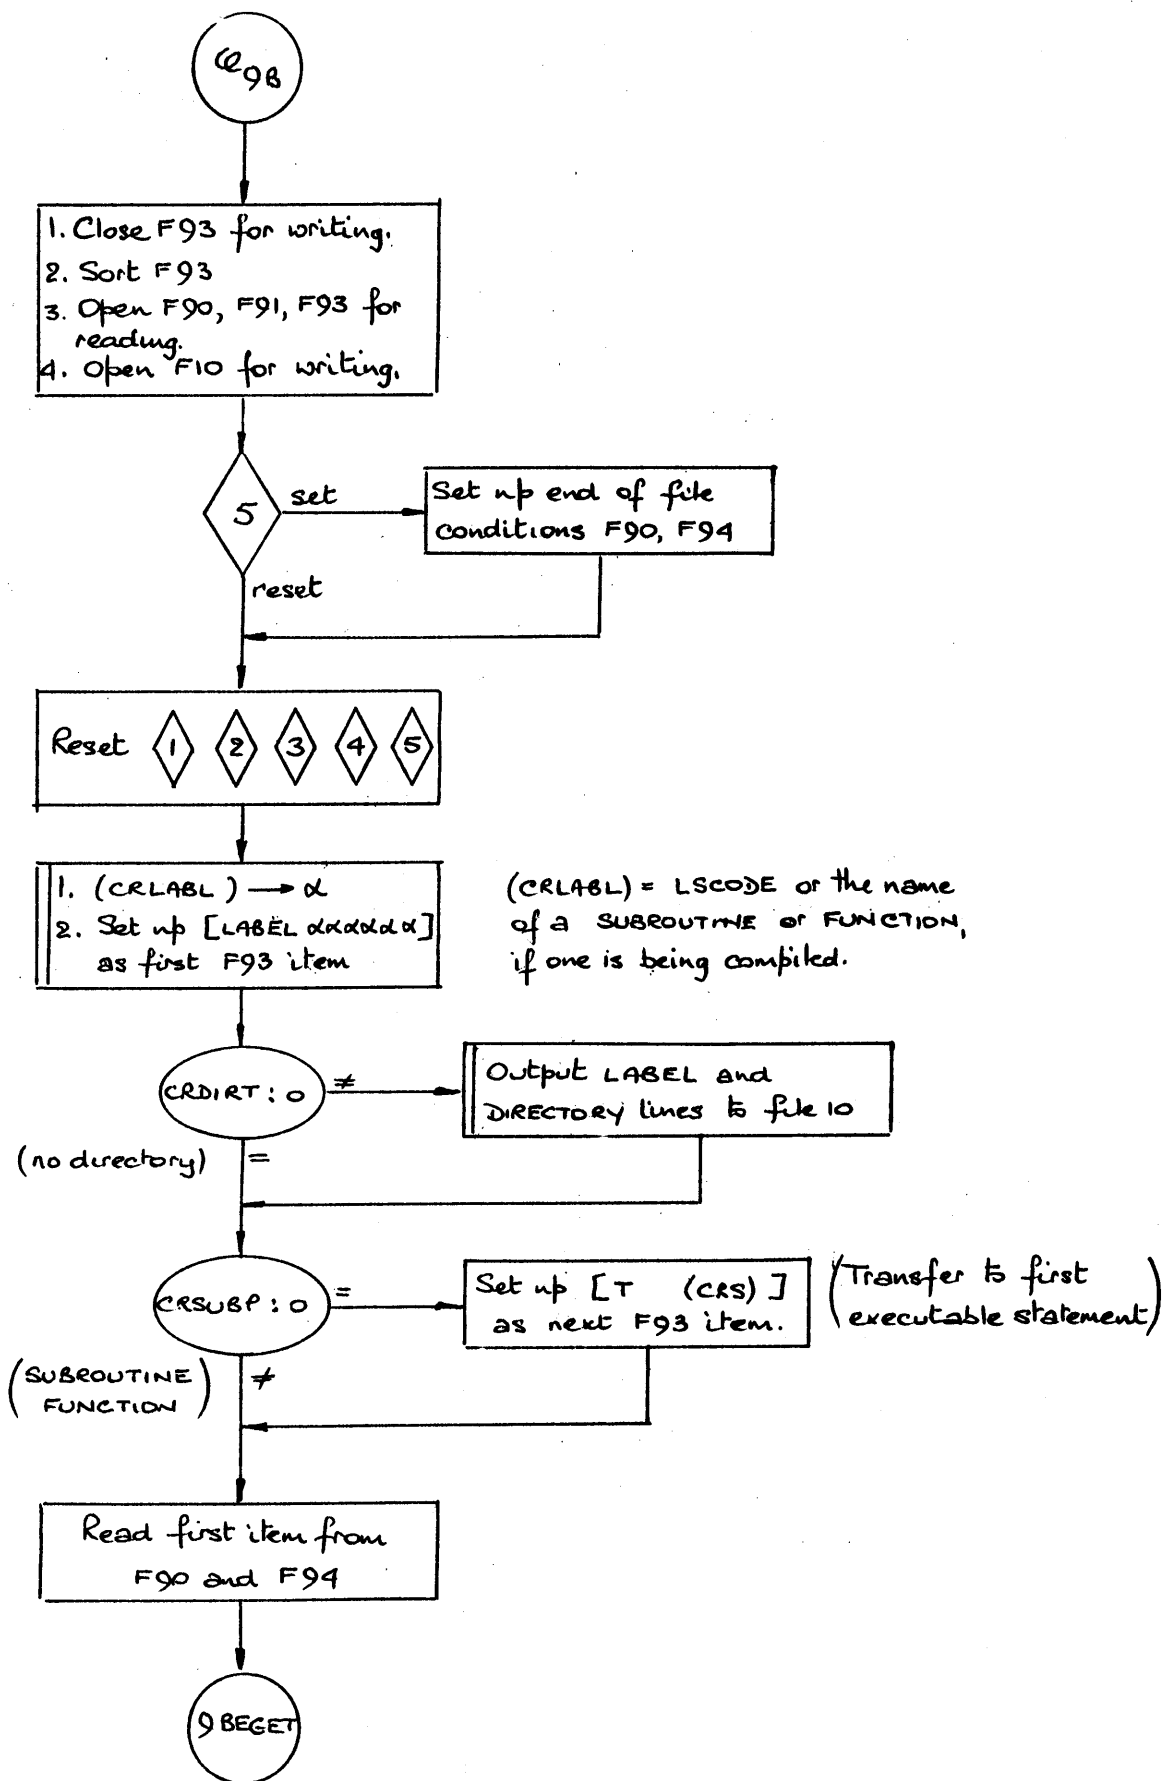 φ9B
1. Close F93 for writing.
2. Sort F93
3. Open F90, F91, F93 for
reading.
4. Open F10 for writing.
5
set
Set up end of file
conditions F90, F94
reset
Reset 1 2 3 4 5
1. (CRLABL) → α
2. Set up [LABEL αααααα]
as first F93 item
(CRLABL) = LSCODE or the name
of a SUBROUTINE or FUNCTION,
if one is being compiled.
CRDIRT : 0
≠
Output LABEL and
DIRECTORY lines to file 10
(no directory) =
CRSUBP : 0
=
Set up [T (CRS)]
as next F93 item.
(Transfer to first
executable statement)
(SUBROUTINE
FUNCTION)
≠
Read first item from
F90 and F94
9BEGET